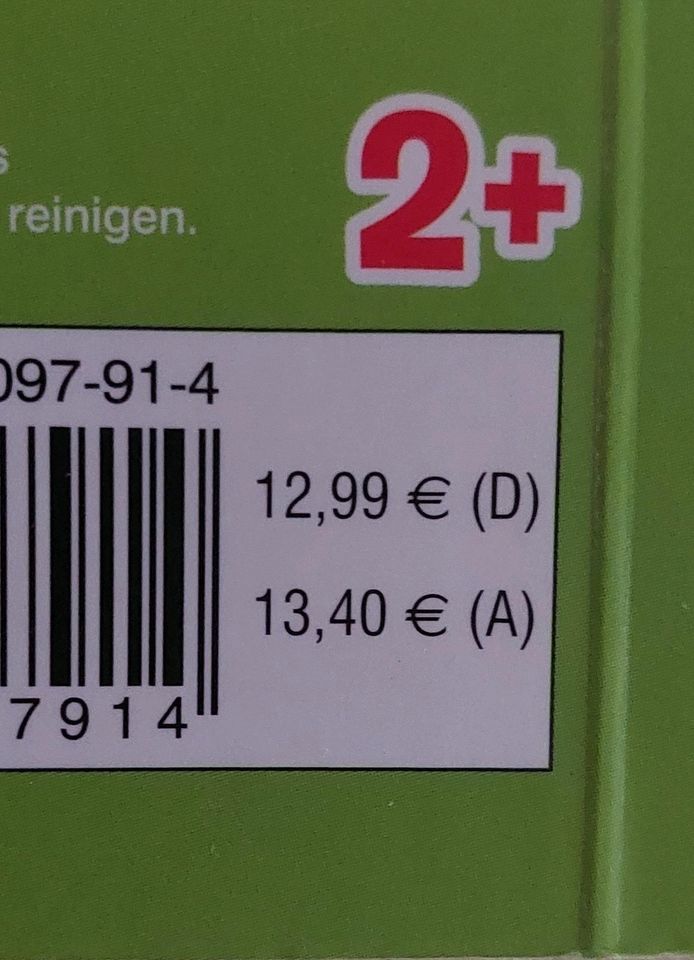 reinigen.
2+
097-91-4
12,99 € (D)
13,40 € (A)
7914